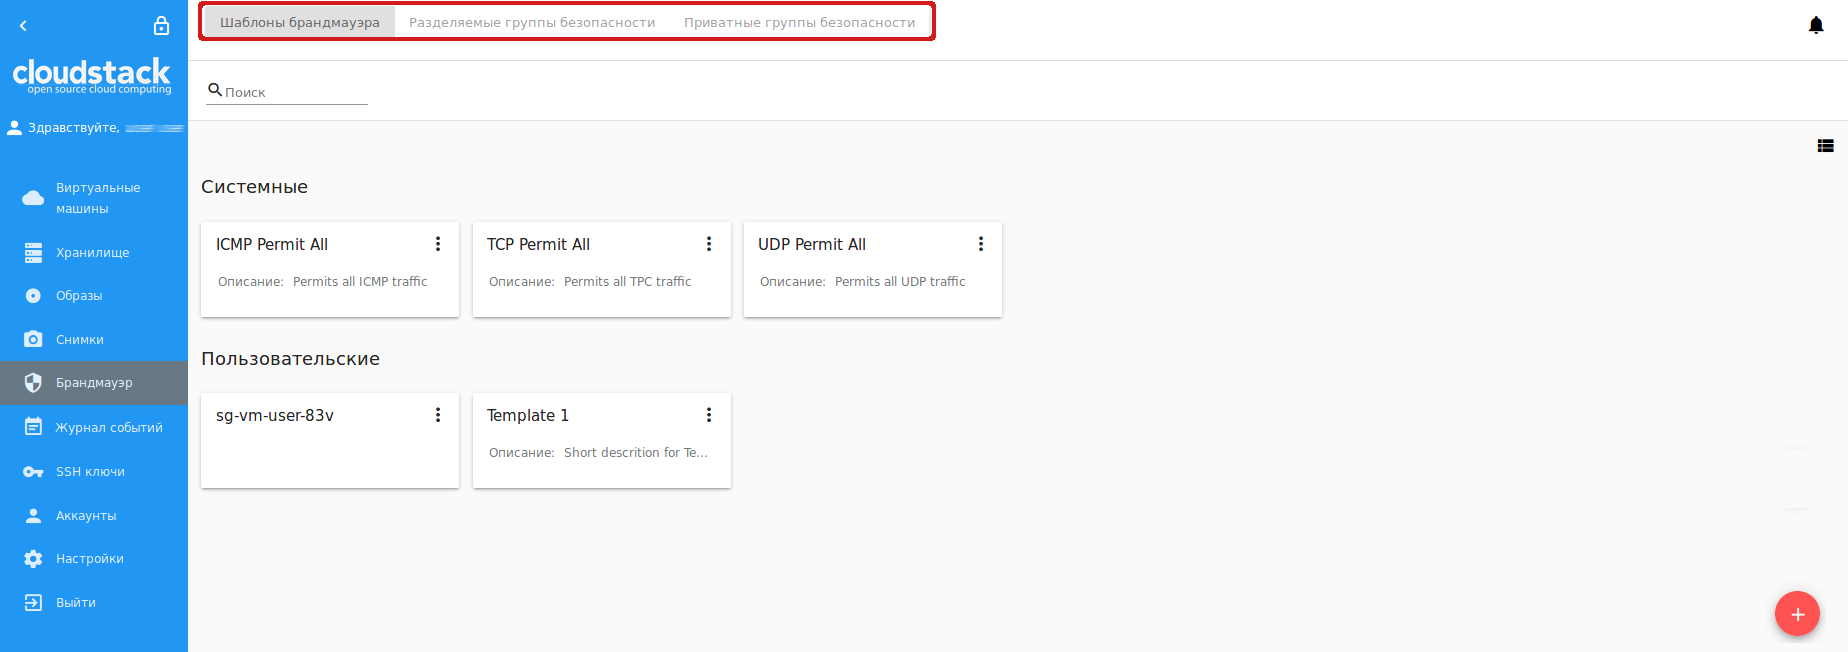 Шаблоны брандмауэра Разделяемые группы безопасности Приватные группы безопасности
cloudstack
open source cloud computing
Здравствуйте,
Виртуальные
машины
Хранилище
Образы
Снимки
Брандмауэр
Журнал событий
SSH ключи
Аккаунты
Настройки
Выйти
Поиск
Системные
ICMP Permit All
Описание: Permits all ICMP traffic
TCP Permit All
Описание: Permits all TPC traffic
UDP Permit All
Описание: Permits all UDP traffic
Пользовательские
sg-vm-user-83v
Template 1
Описание: Short descrition for Te...